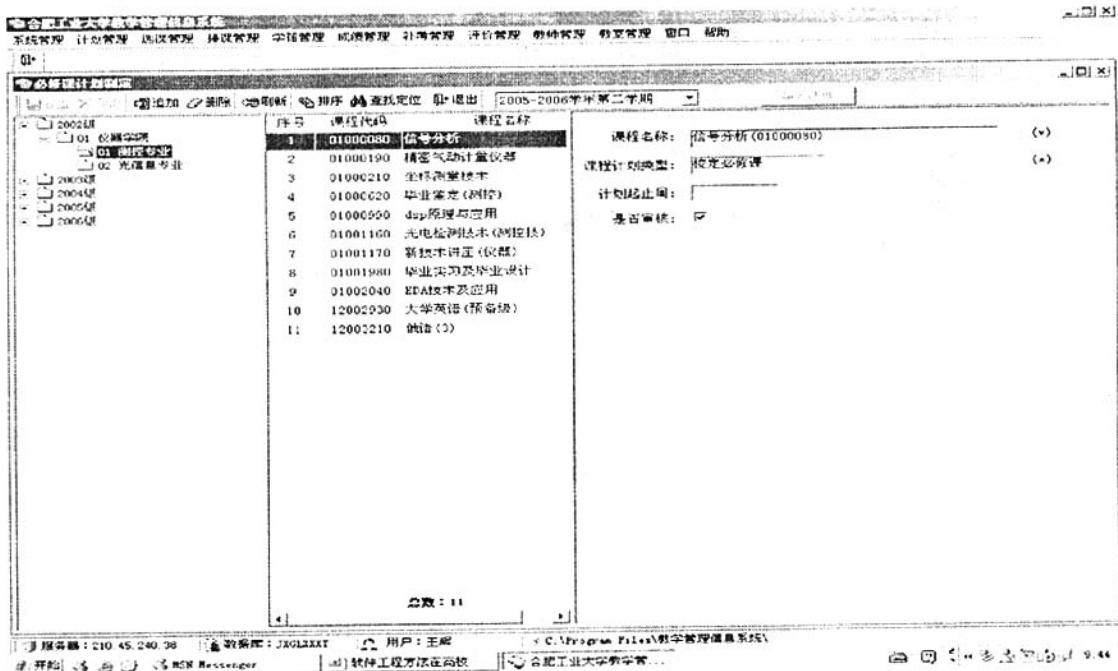 合肥工业大学教学管理信息系统
系统管理 计划管理 选课管理 排课管理 学籍管理 成绩管理 补考管理 评价管理 教师管理 教室管理 窗口 帮助
必修课计划制定
追加 删除 刷新 排序 查找定位 退出 2005-2006学年第二学期
2002级
01 仪器学院
01 测控专业
02 光信息专业
2003级
2004级
2005级
2006级
序号 课程代码 课程名称
1 01000080 信号分析
2 01000190 精密气动计量仪器
3 01000210 坐标测量技术
4 01000620 毕业鉴定(测控)
5 01000990 dsp原理与应用
6 01001160 光电检测技术(测控技)
7 01001170 新技术讲座(仪器)
8 01001980 毕业实习及毕业设计
9 01002040 EDA技术及应用
10 12002930 大学英语(预备级)
11 12003210 俄语(3)
总数：11
课程名称： 信号分析(01000080)
课程计划类型： 校定必修课
计划起止周：
是否审核：
服务器：210.45.240.38 数据库：JXGLXXXT 用户：王辉 C:\Program Files\教学管理信息系统\
开始 MSN Messenger 软件工程方法在高校 合肥工业大学教学管... 9:44